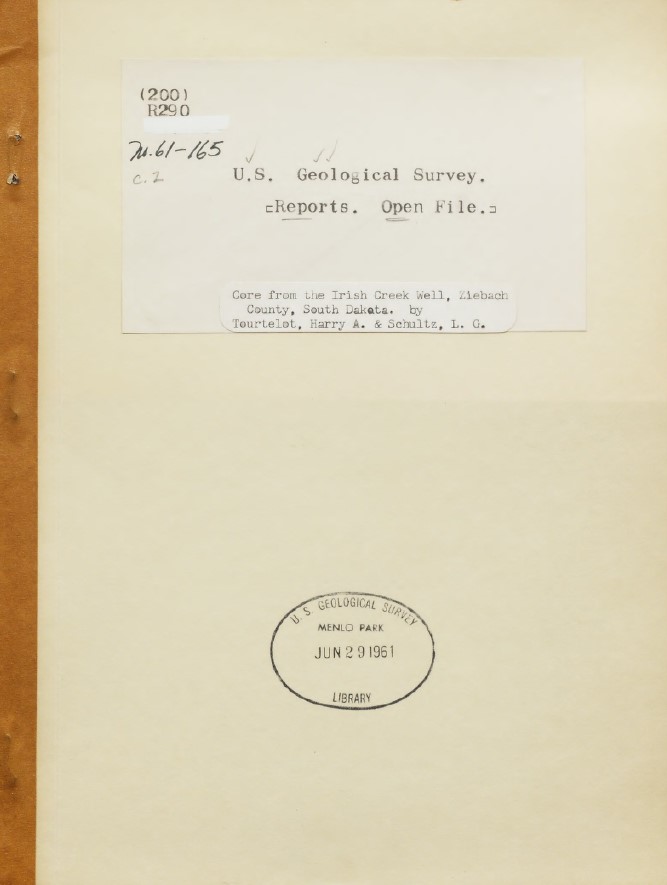 (200)
R290
M.61-165
c.2
U.S. Geological Survey.
[Reports. Open File.]
Core from the Irish Creek Well, Ziebach
County, South Dakota. by
Tourtelot, Harry A. & Schultz, L. G.
U. S. GEOLOGICAL SURVEY
MENLO PARK
JUN 29 1961
LIBRARY